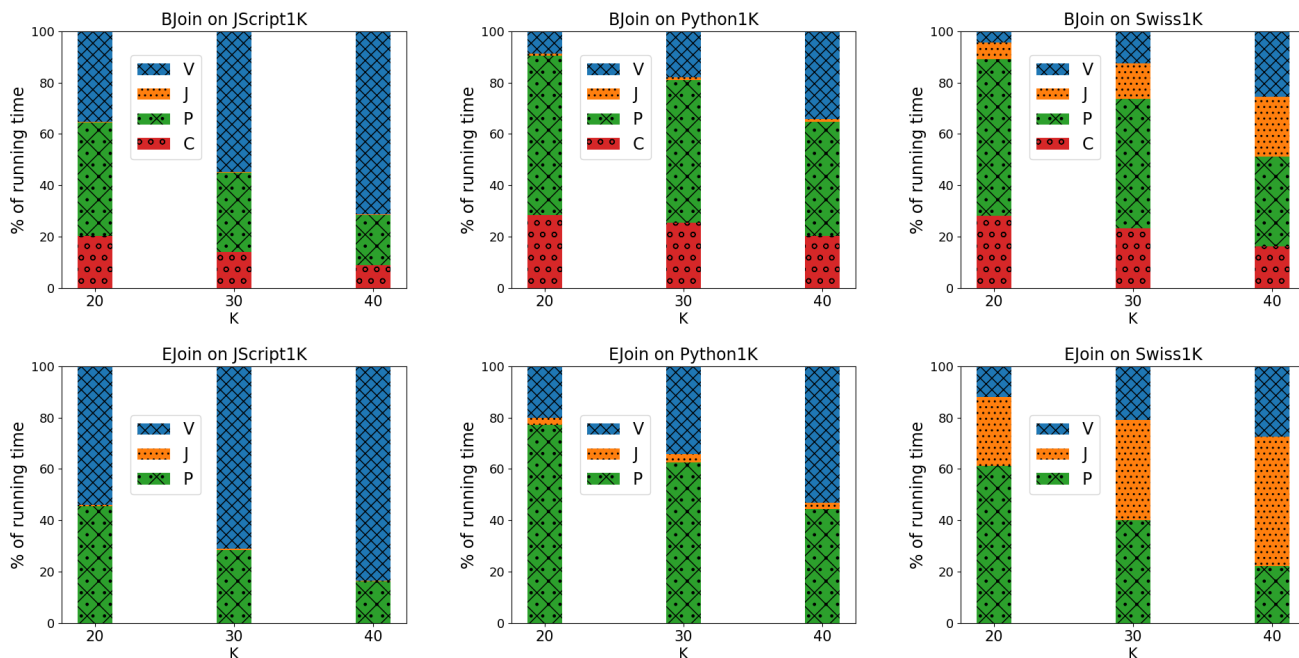 BJoin on JScript1K
100
80
60
40
20
0
% of running time
V
J
P
C
20 30 40
K
BJoin on Python1K
100
80
60
40
20
0
% of running time
V
J
P
C
20 30 40
K
BJoin on Swiss1K
100
80
60
40
20
0
% of running time
V
J
P
C
20 30 40
K
EJoin on JScript1K
100
80
60
40
20
0
% of running time
V
J
P
20 30 40
K
EJoin on Python1K
100
80
60
40
20
0
% of running time
V
J
P
20 30 40
K
EJoin on Swiss1K
100
80
60
40
20
0
% of running time
V
J
P
20 30 40
K